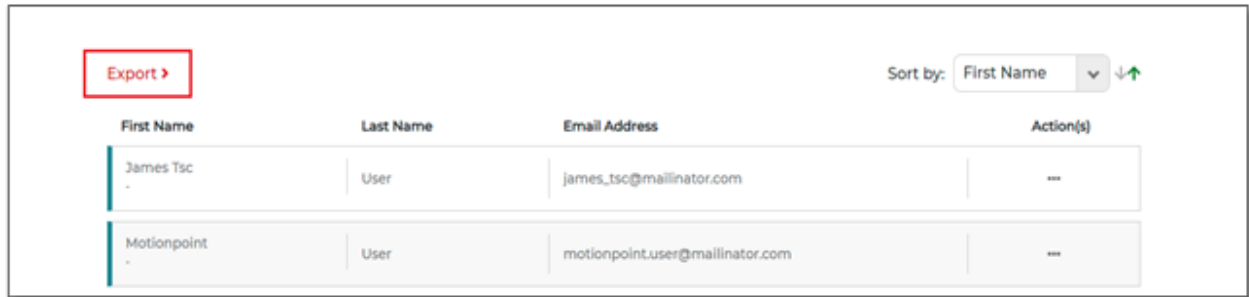 Export >
Sort by: First Name
First Name Last Name Email Address Action(s)
James Tsc
-
User james_tsc@mailinator.com ...
Motionpoint
-
User motionpoint.user@mailinator.com ...